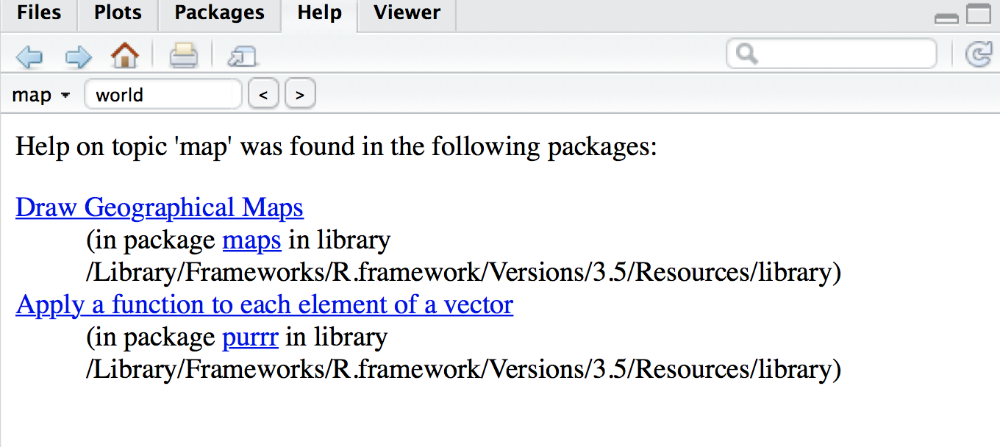 Files Plots Packages Help Viewer
map world < >
Help on topic 'map' was found in the following packages:
Draw Geographical Maps
(in package maps in library
/Library/Frameworks/R.framework/Versions/3.5/Resources/library)
Apply a function to each element of a vector
(in package purrr in library
/Library/Frameworks/R.framework/Versions/3.5/Resources/library)